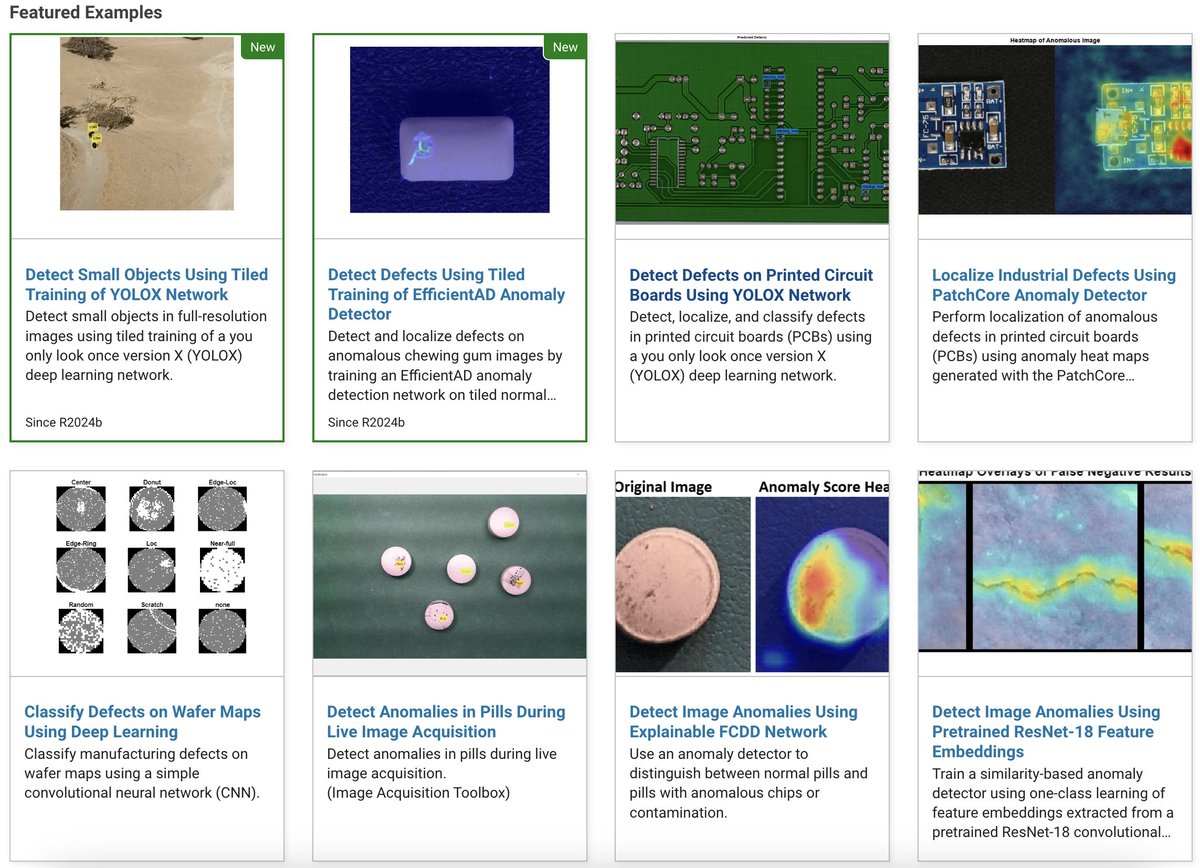 Featured Examples
New
New
Predicted Defects
Heatmap of Anomalous Image
Detect Small Objects Using Tiled
Training of YOLOX Network
Detect small objects in full-resolution
images using tiled training of a you
only look once version X (YOLOX)
deep learning network.
Since R2024b
Detect Defects Using Tiled
Training of EfficientAD Anomaly
Detector
Detect and localize defects on
anomalous chewing gum images by
training an EfficientAD anomaly
detection network on tiled normal...
Since R2024b
Detect Defects on Printed Circuit
Boards Using YOLOX Network
Detect, localize, and classify defects
in printed circuit boards (PCBs) using
a you only look once version X
(YOLOX) deep learning network.
IN+
BAT+
FC-75
BAT-
IN-
IN+
IN-
Localize Industrial Defects Using
PatchCore Anomaly Detector
Perform localization of anomalous
defects in printed circuit boards
(PCBs) using anomaly heat maps
generated with the PatchCore...
Center
Donut
Edge-Loc
Edge-Ring
Loc
Near-full
Random
Scratch
none
Classify Defects on Wafer Maps
Using Deep Learning
Classify manufacturing defects on
wafer maps using a simple
convolutional neural network (CNN).
Detect Anomalies in Pills During
Live Image Acquisition
Detect anomalies in pills during live
image acquisition.
(Image Acquisition Toolbox)
Original Image
Anomaly Score Hea
Detect Image Anomalies Using
Explainable FCDD Network
Use an anomaly detector to
distinguish between normal pills and
pills with anomalous chips or
contamination.
Heatmap Overlays of False Negative Results
Detect Image Anomalies Using
Pretrained ResNet-18 Feature
Embeddings
Train a similarity-based anomaly
detector using one-class learning of
feature embeddings extracted from a
pretrained ResNet-18 convolutional...